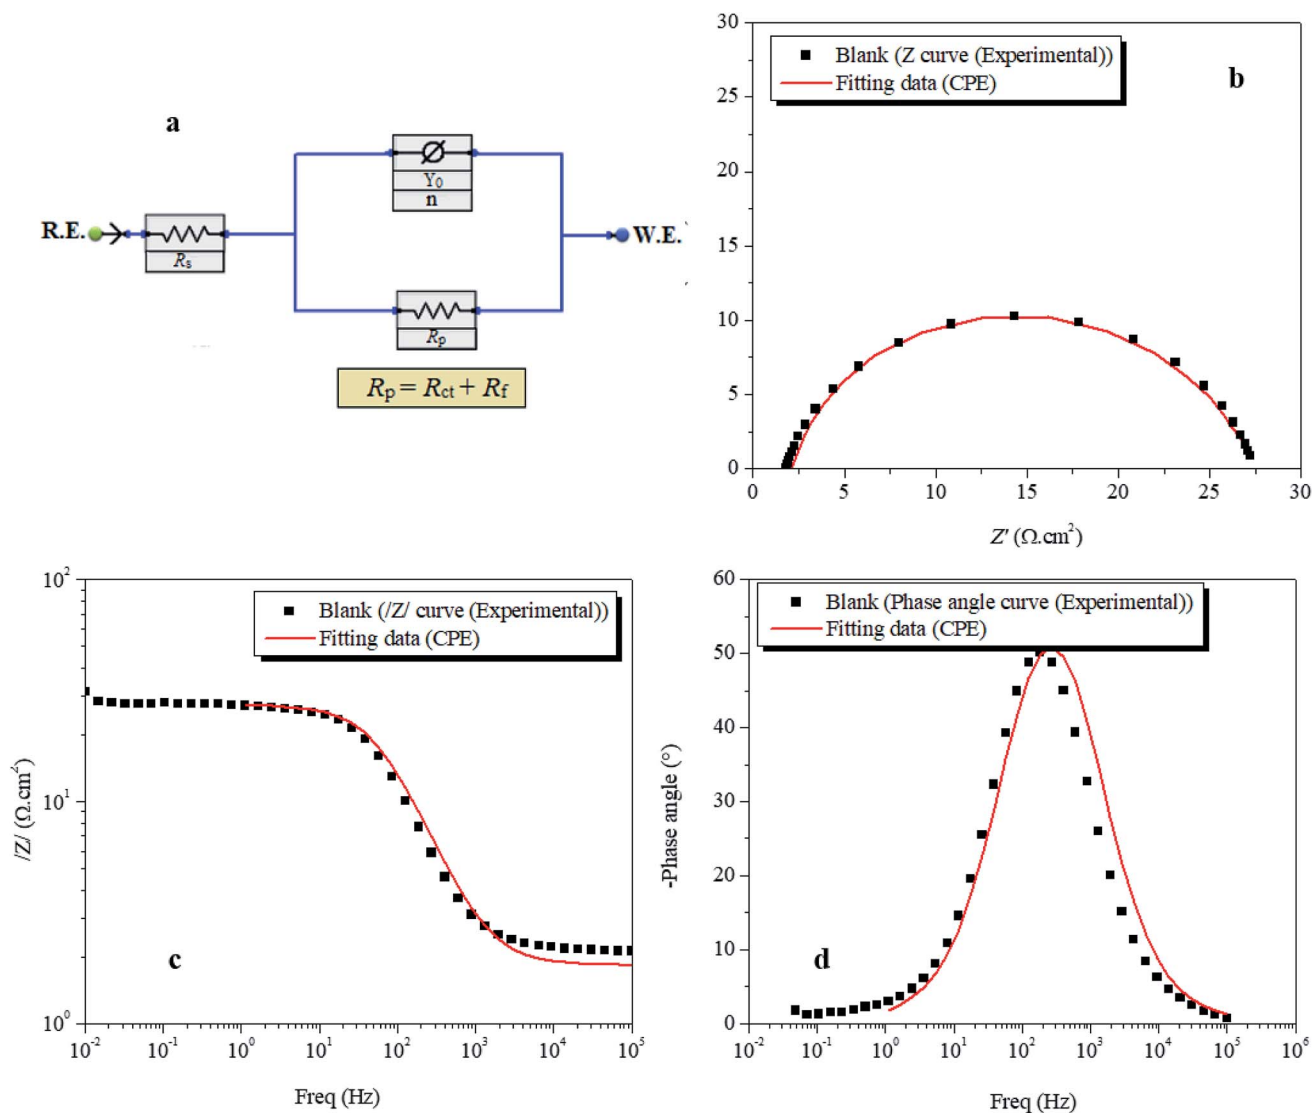 a
R.E.
Rs
Y0
n
Rp
W.E.
Rp = Rct + Rf
Blank (Z curve (Experimental))
Fitting data (CPE)
b
30
25
20
15
10
5
0
0 5 10 15 20 25 30
Z' (Ω.cm²)
Blank (/Z/ curve (Experimental))
Fitting data (CPE)
c
10²
10¹
10⁰
/Z/ (Ω.cm²)
10⁻² 10⁻¹ 10⁰ 10¹ 10² 10³ 10⁴ 10⁵
Freq (Hz)
Blank (Phase angle curve (Experimental))
Fitting data (CPE)
d
60
50
40
30
20
10
0
-Phase angle (°)
10⁻² 10⁻¹ 10⁰ 10¹ 10² 10³ 10⁴ 10⁵ 10⁶
Freq (Hz)